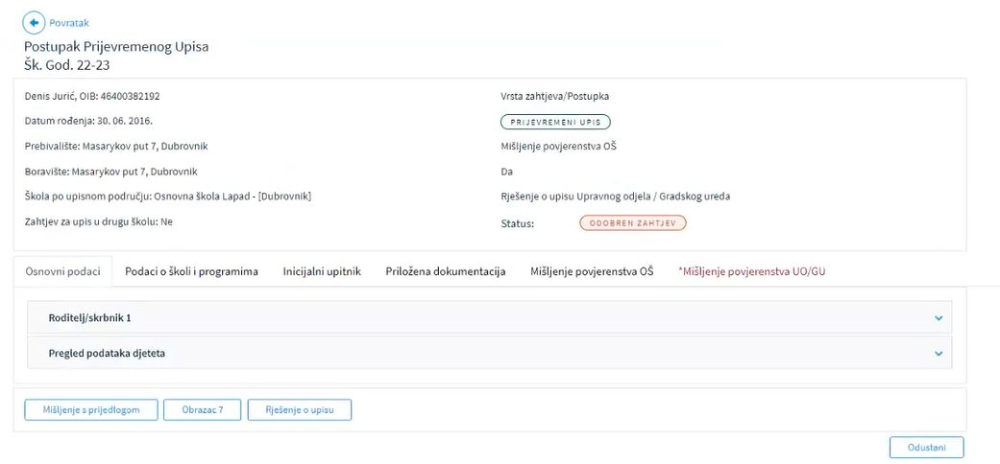 Povratak
Postupak Prijevremenog Upisa
Šk. God. 22-23
Denis Jurić, OIB: 46400382192
Datum rođenja: 30. 06. 2016.
Prebivalište: Masarykov put 7, Dubrovnik
Boravište: Masarykov put 7, Dubrovnik
Škola po upisnom području: Osnovna škola Lapad - [Dubrovnik]
Zahtjev za upis u drugu školu: Ne
Vrsta zahtjeva/Postupka
PRIJEVREMENI UPIS
Mišljenje povjerenstva OŠ
Da
Rješenje o upisu Upravnog odjela / Gradskog ureda
Status: ODOBREN ZAHTJEV
Osnovni podaci Podaci o školi i programima Inicijalni upitnik Priložena dokumentacija Mišljenje povjerenstva OŠ *Mišljenje povjerenstva UO/GU
Roditelj/skrbnik 1
Pregled podataka djeteta
Mišljenje s prijedlogom Obrazac 7 Rješenje o upisu
Odustani